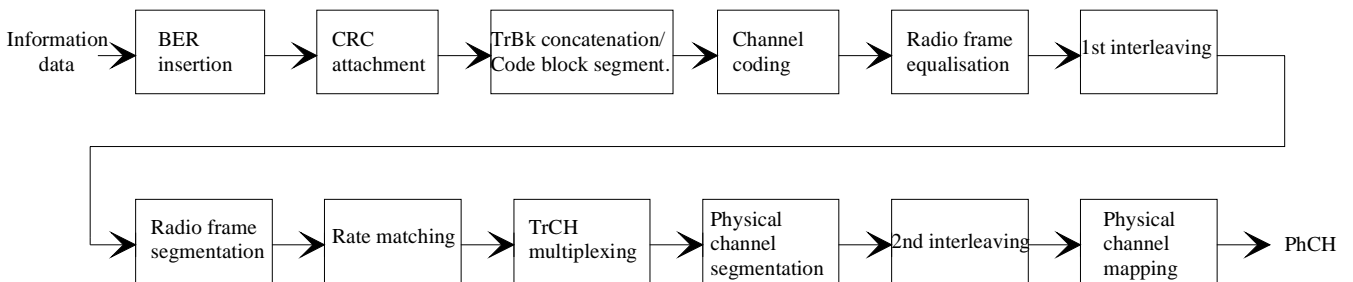 Information
data
BER
insertion
CRC
attachment
TrBk concatenation/
Code block segment.
Channel
coding
Radio frame
equalisation
1st interleaving
Radio frame
segmentation
Rate matching
TrCH
multiplexing
Physical
channel
segmentation
2nd interleaving
Physical
channel
mapping
PhCH